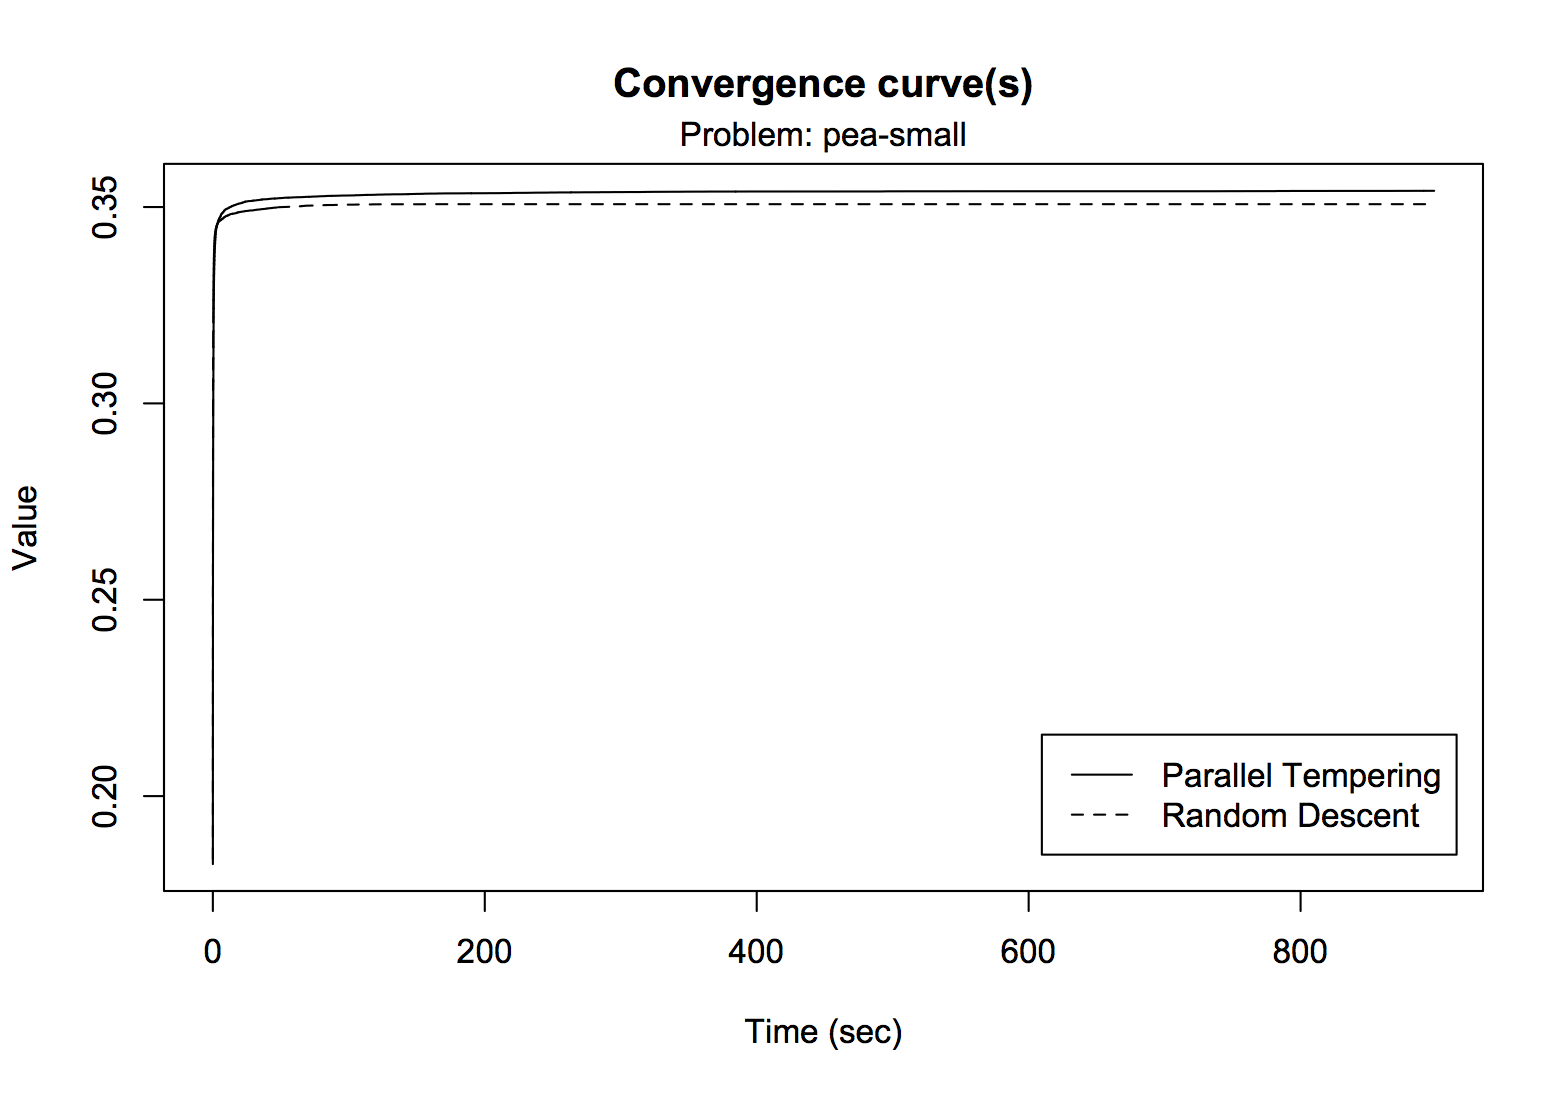 Convergence curve(s)
Problem: pea-small
Value
0.35
0.30
0.25
0.20
Parallel Tempering
Random Descent
0 200 400 600 800
Time (sec)